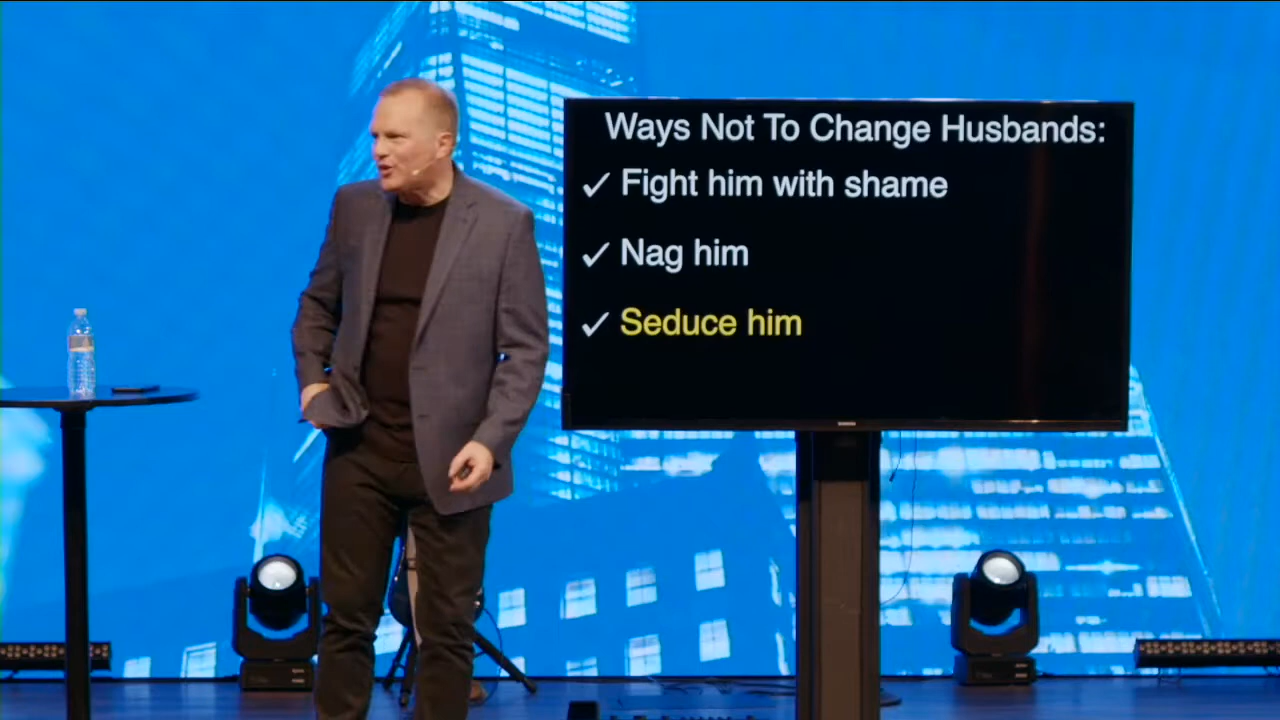 Ways Not To Change Husbands:
✓ Fight him with shame
✓ Nag him
✓ Seduce him